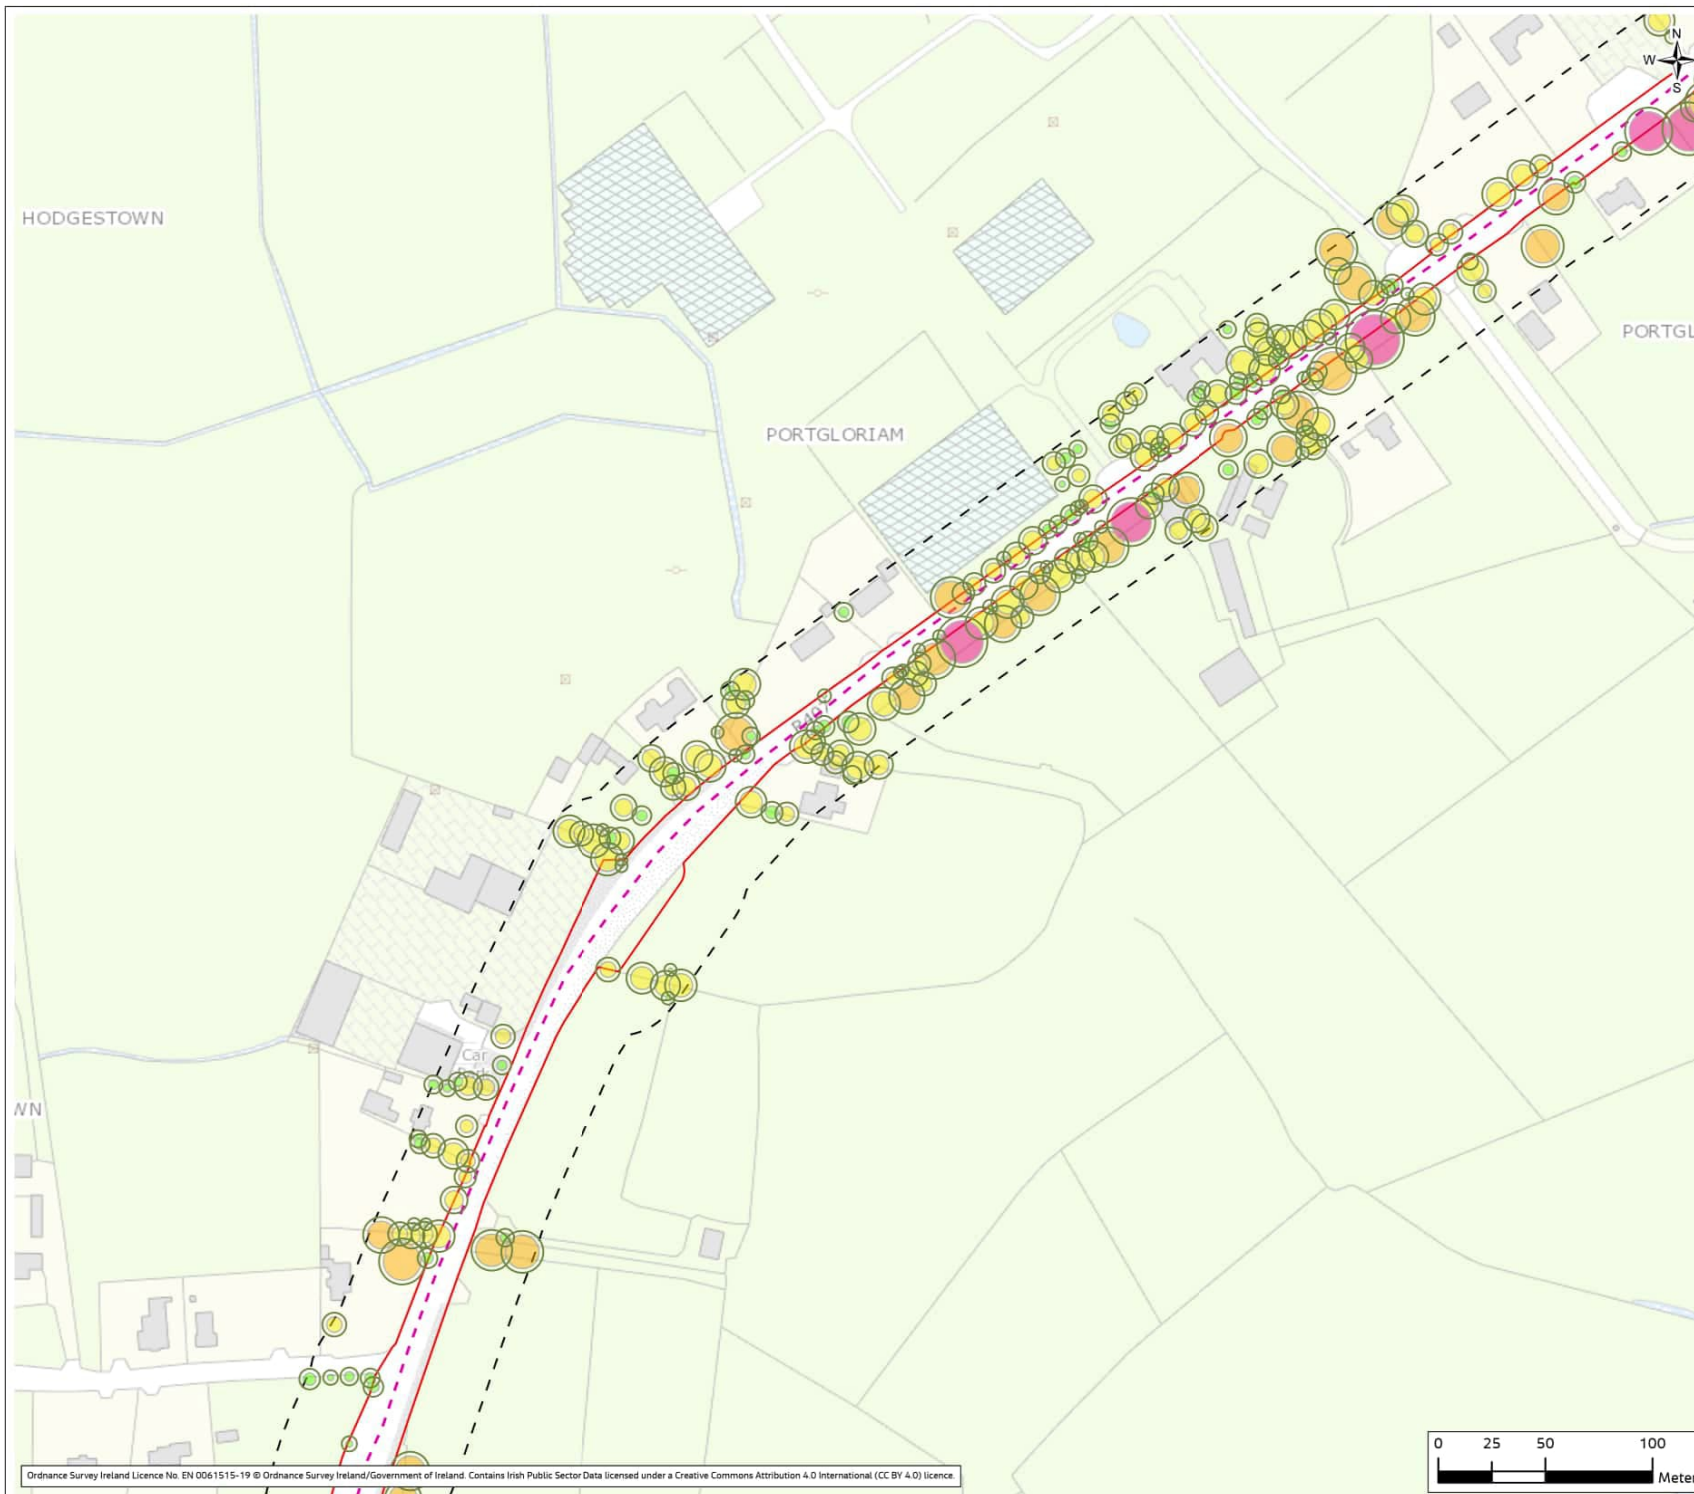 N
W
S
HODGESTOWN
PORTGL
PORTGLORIAM
R407
Car
WN
0 25 50 100
Meter
Ordnance Survey Ireland Licence No. EN 0061515-19 © Ordnance Survey Ireland/Government of Ireland. Contains Irish Public Sector Data licensed under a Creative Commons Attribution 4.0 International (CC BY 4.0) licence.